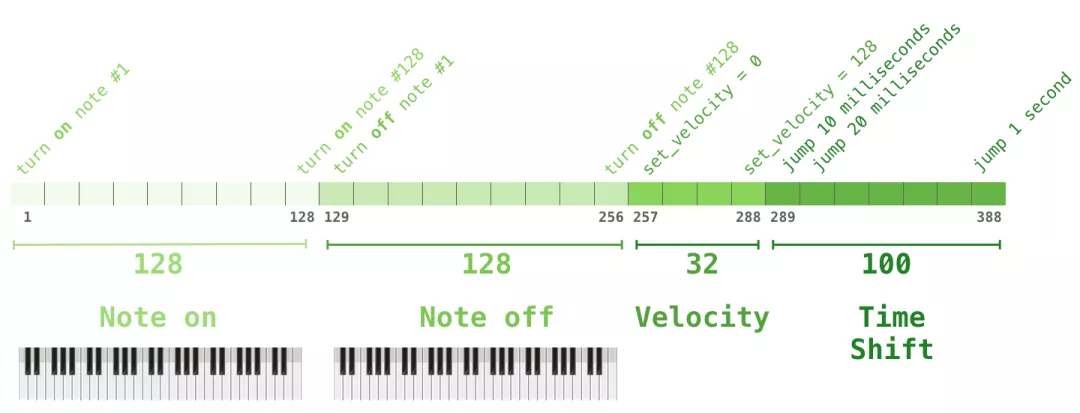 turn on note #1
turn on note #128
turn off note #1
turn off note #128
set_velocity = 0
set_velocity = 128
jump 10 milliseconds
jump 20 milliseconds
jump 1 second
1
128
129
256
257
288
289
388
128
128
32
100
Note on
Note off
Velocity
Time
Shift